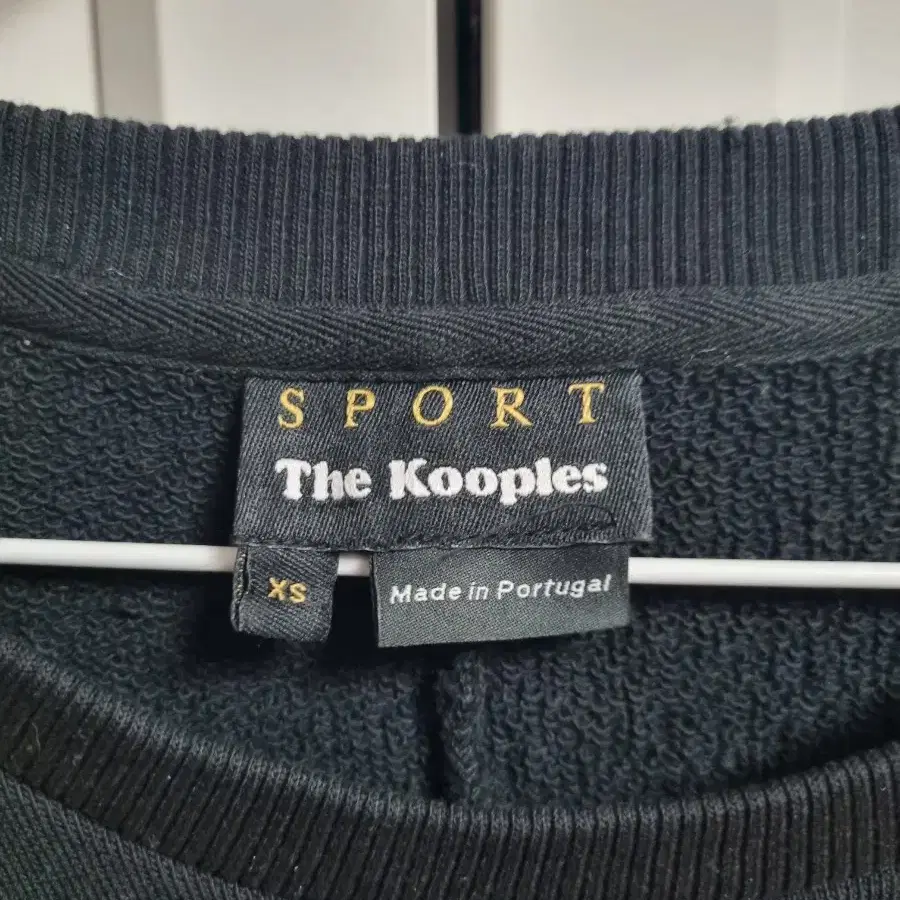 SPORT
The Kooples
XS
Made in Portugal